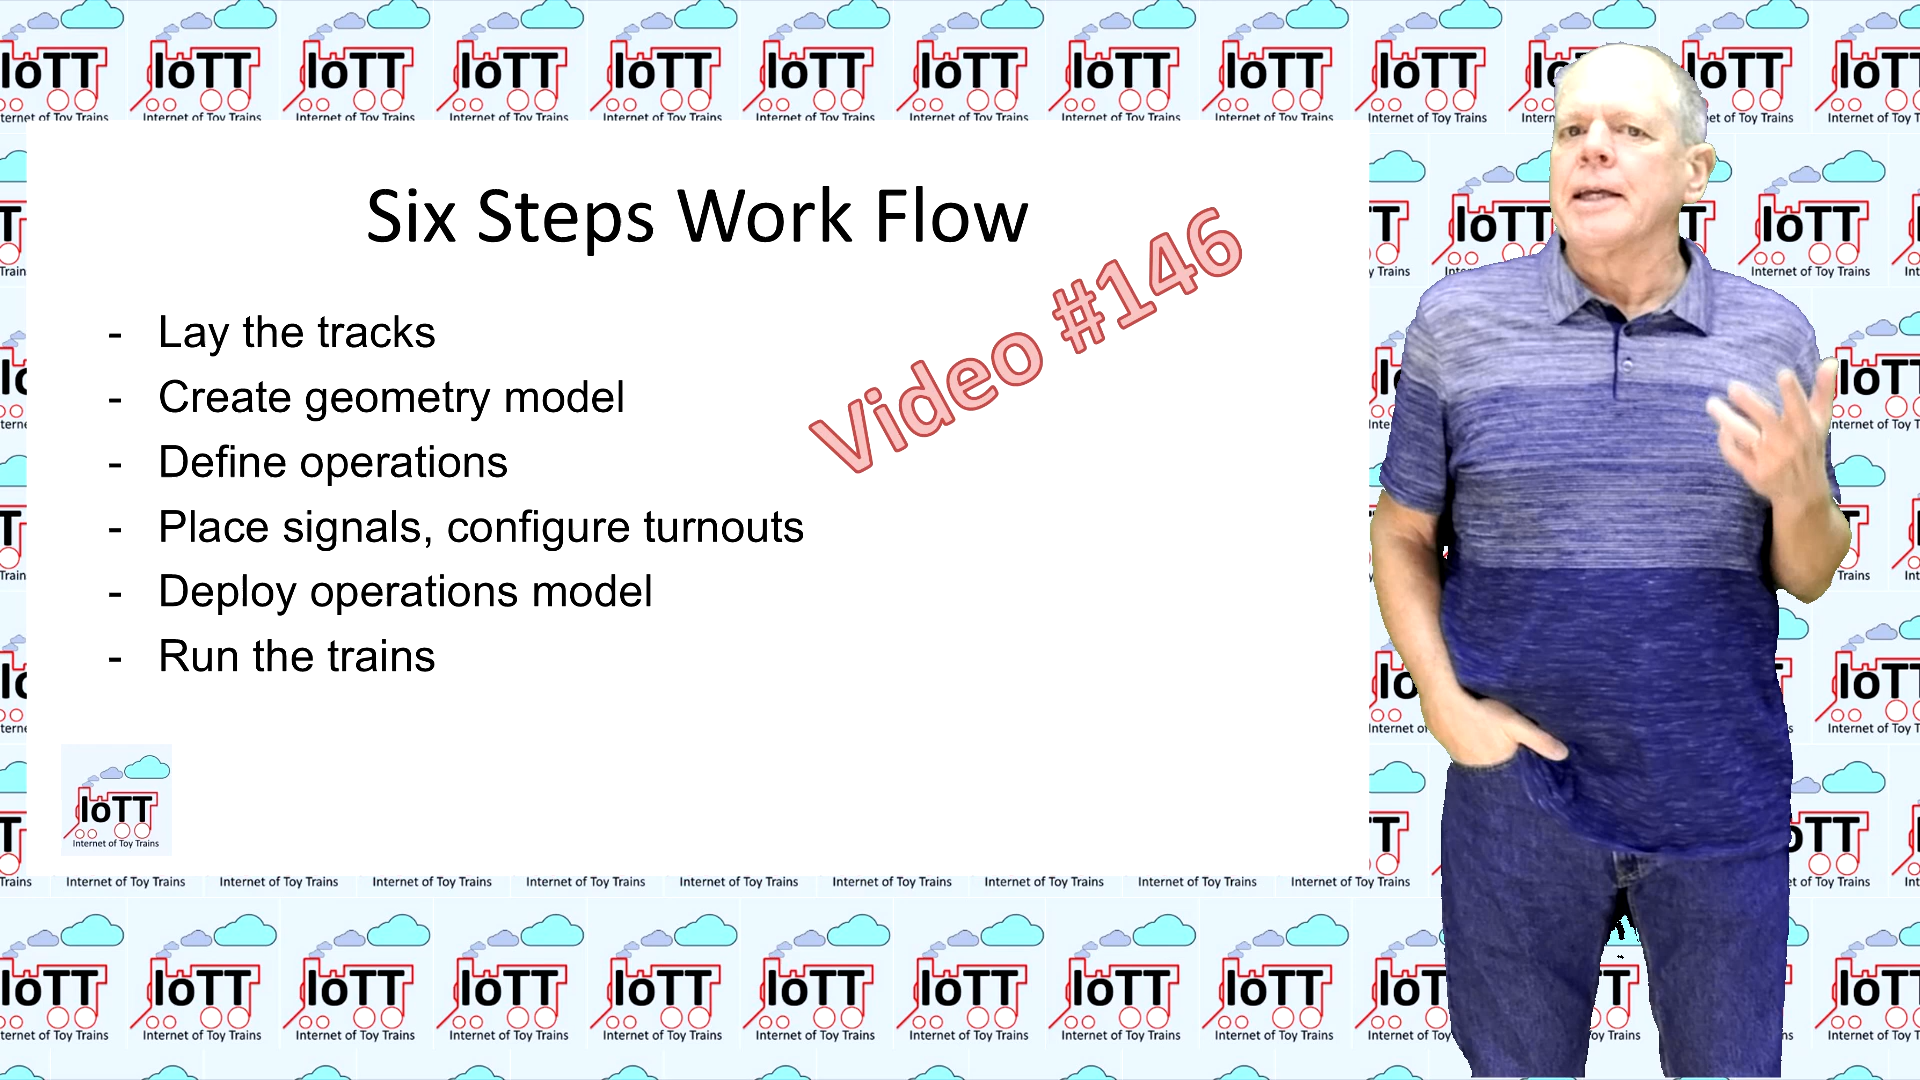 Six Steps Work Flow
Video #146
- Lay the tracks
- Create geometry model
- Define operations
- Place signals, configure turnouts
- Deploy operations model
- Run the trains
IoTT
Internet of Toy Trains